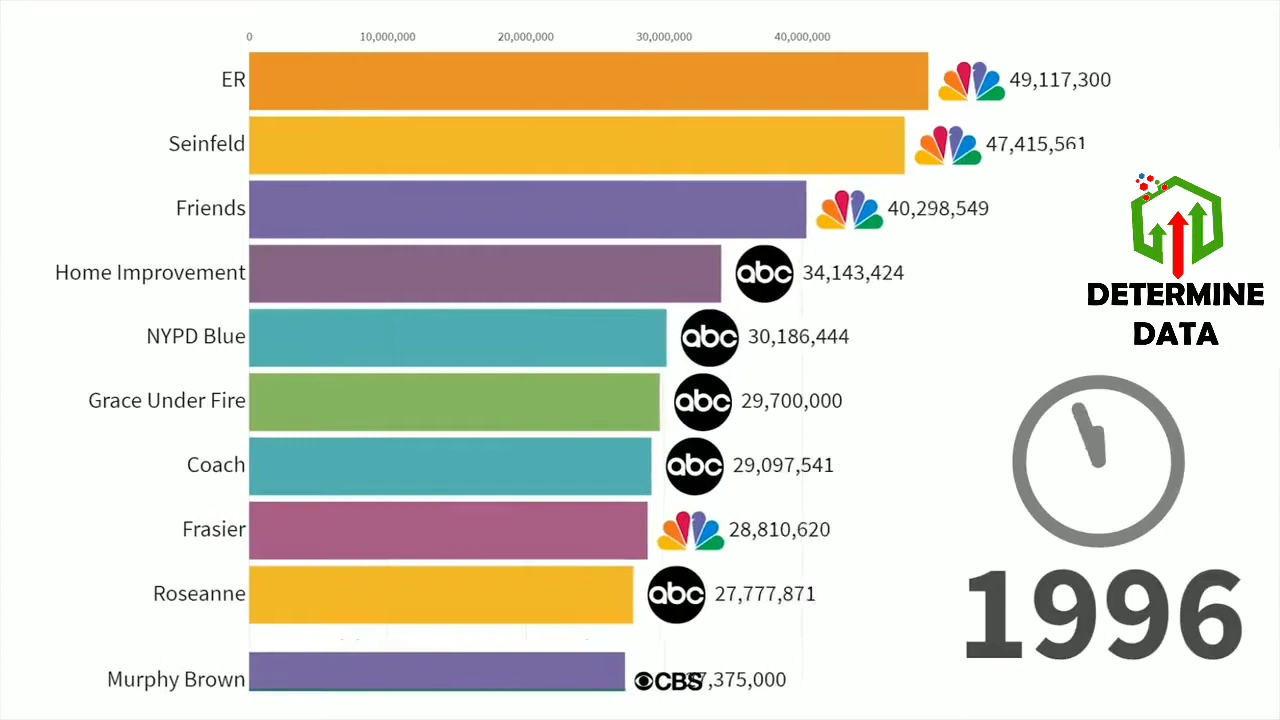 0 10,000,000 20,000,000 30,000,000 40,000,000
ER 49,117,300
Seinfeld 47,415,561
Friends 40,298,549
Home Improvement abc 34,143,424
NYPD Blue abc 30,186,444
Grace Under Fire abc 29,700,000
Coach abc 29,097,541
Frasier 28,810,620
Roseanne abc 27,777,871
Murphy Brown CBS 7,375,000
DETERMINE
DATA
1996